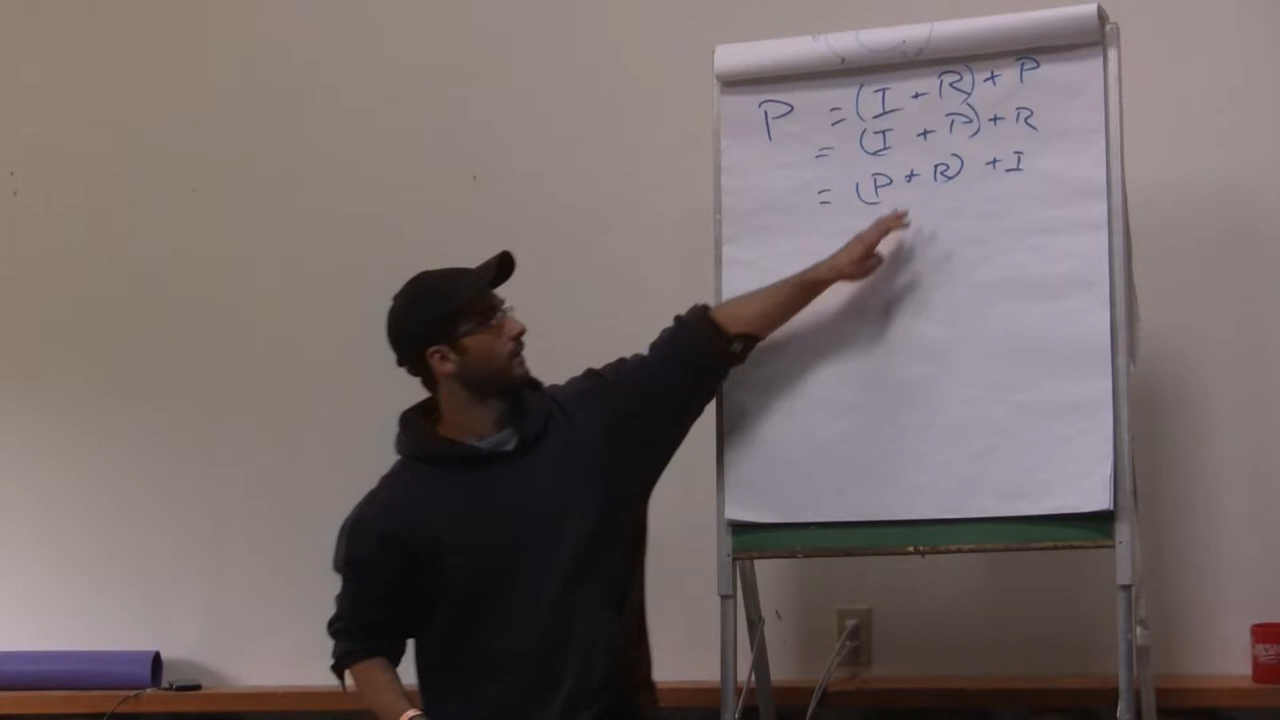 P = (I + R) + P
= (I + P) + R
= (P + R) + I